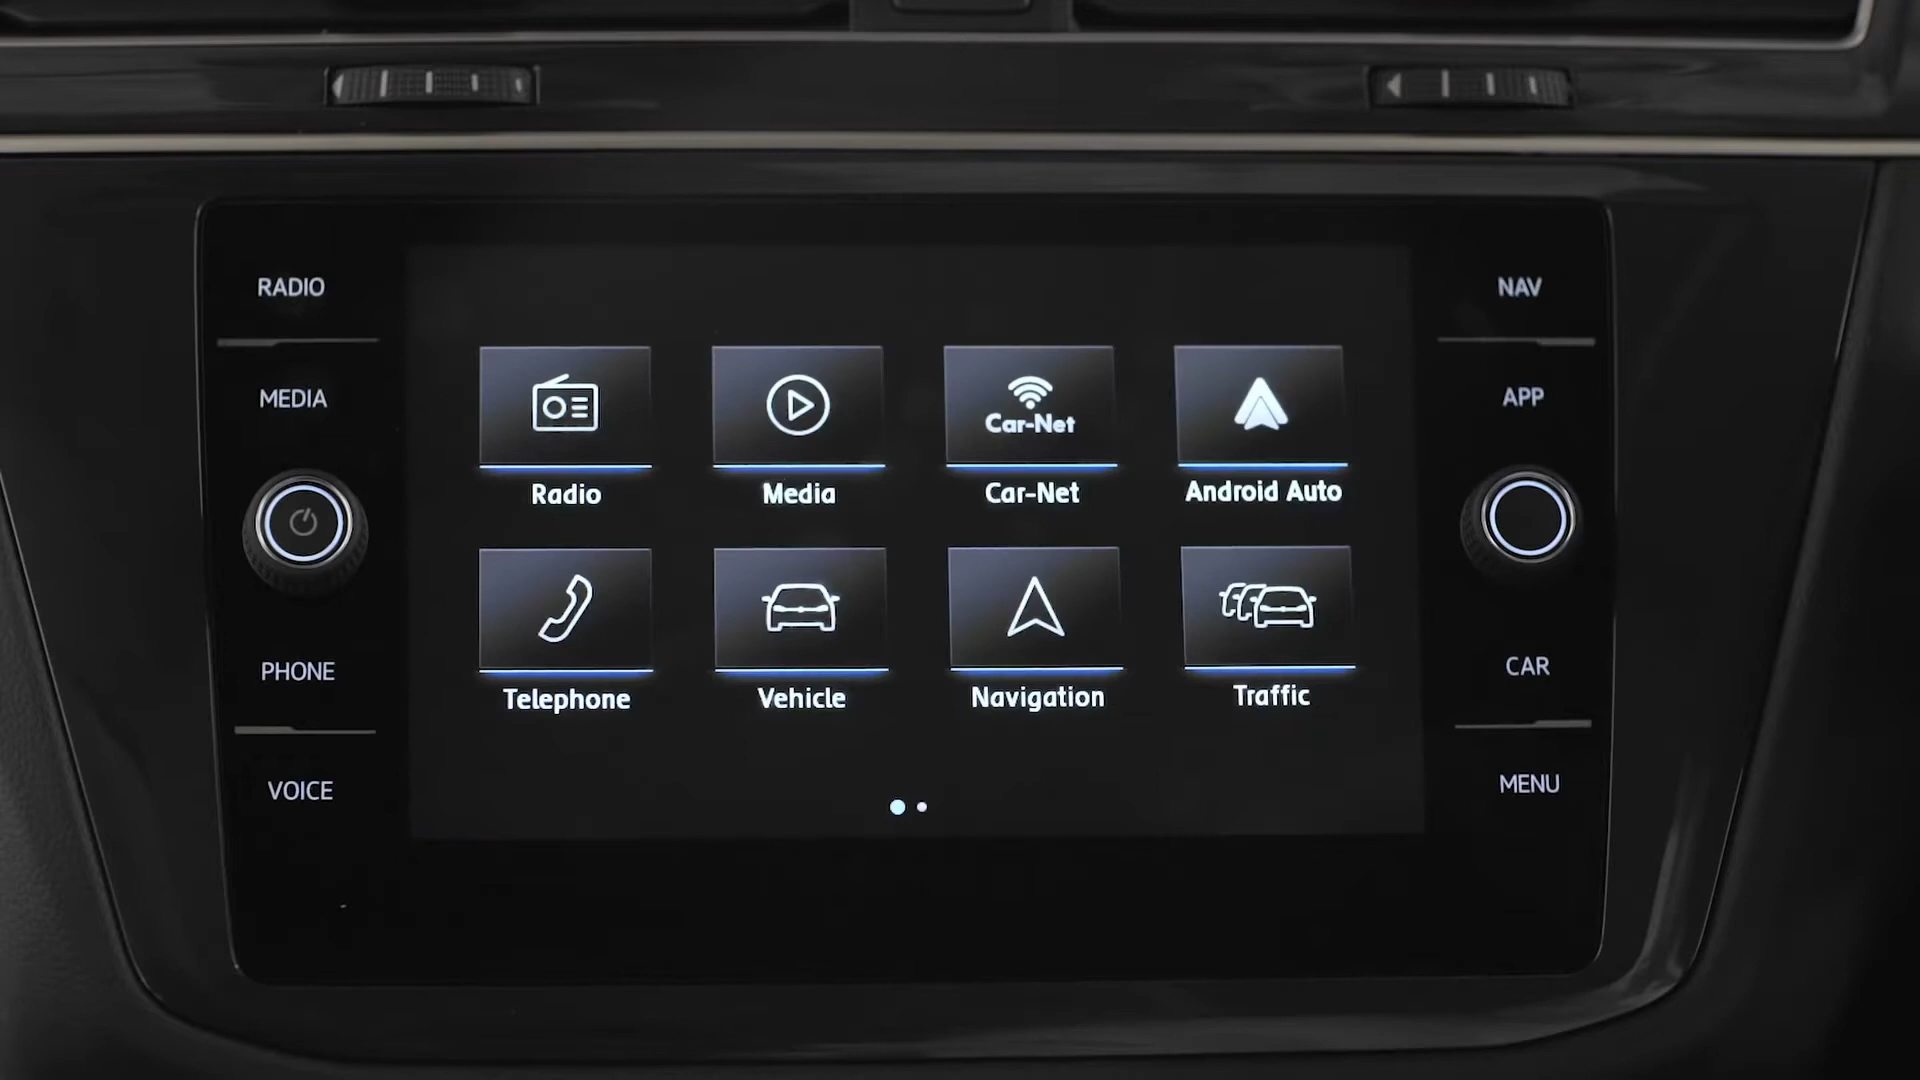 RADIO
MEDIA
PHONE
VOICE
Car-Net
Radio
Media
Car-Net
Android Auto
Telephone
Vehicle
Navigation
Traffic
NAV
APP
CAR
MENU